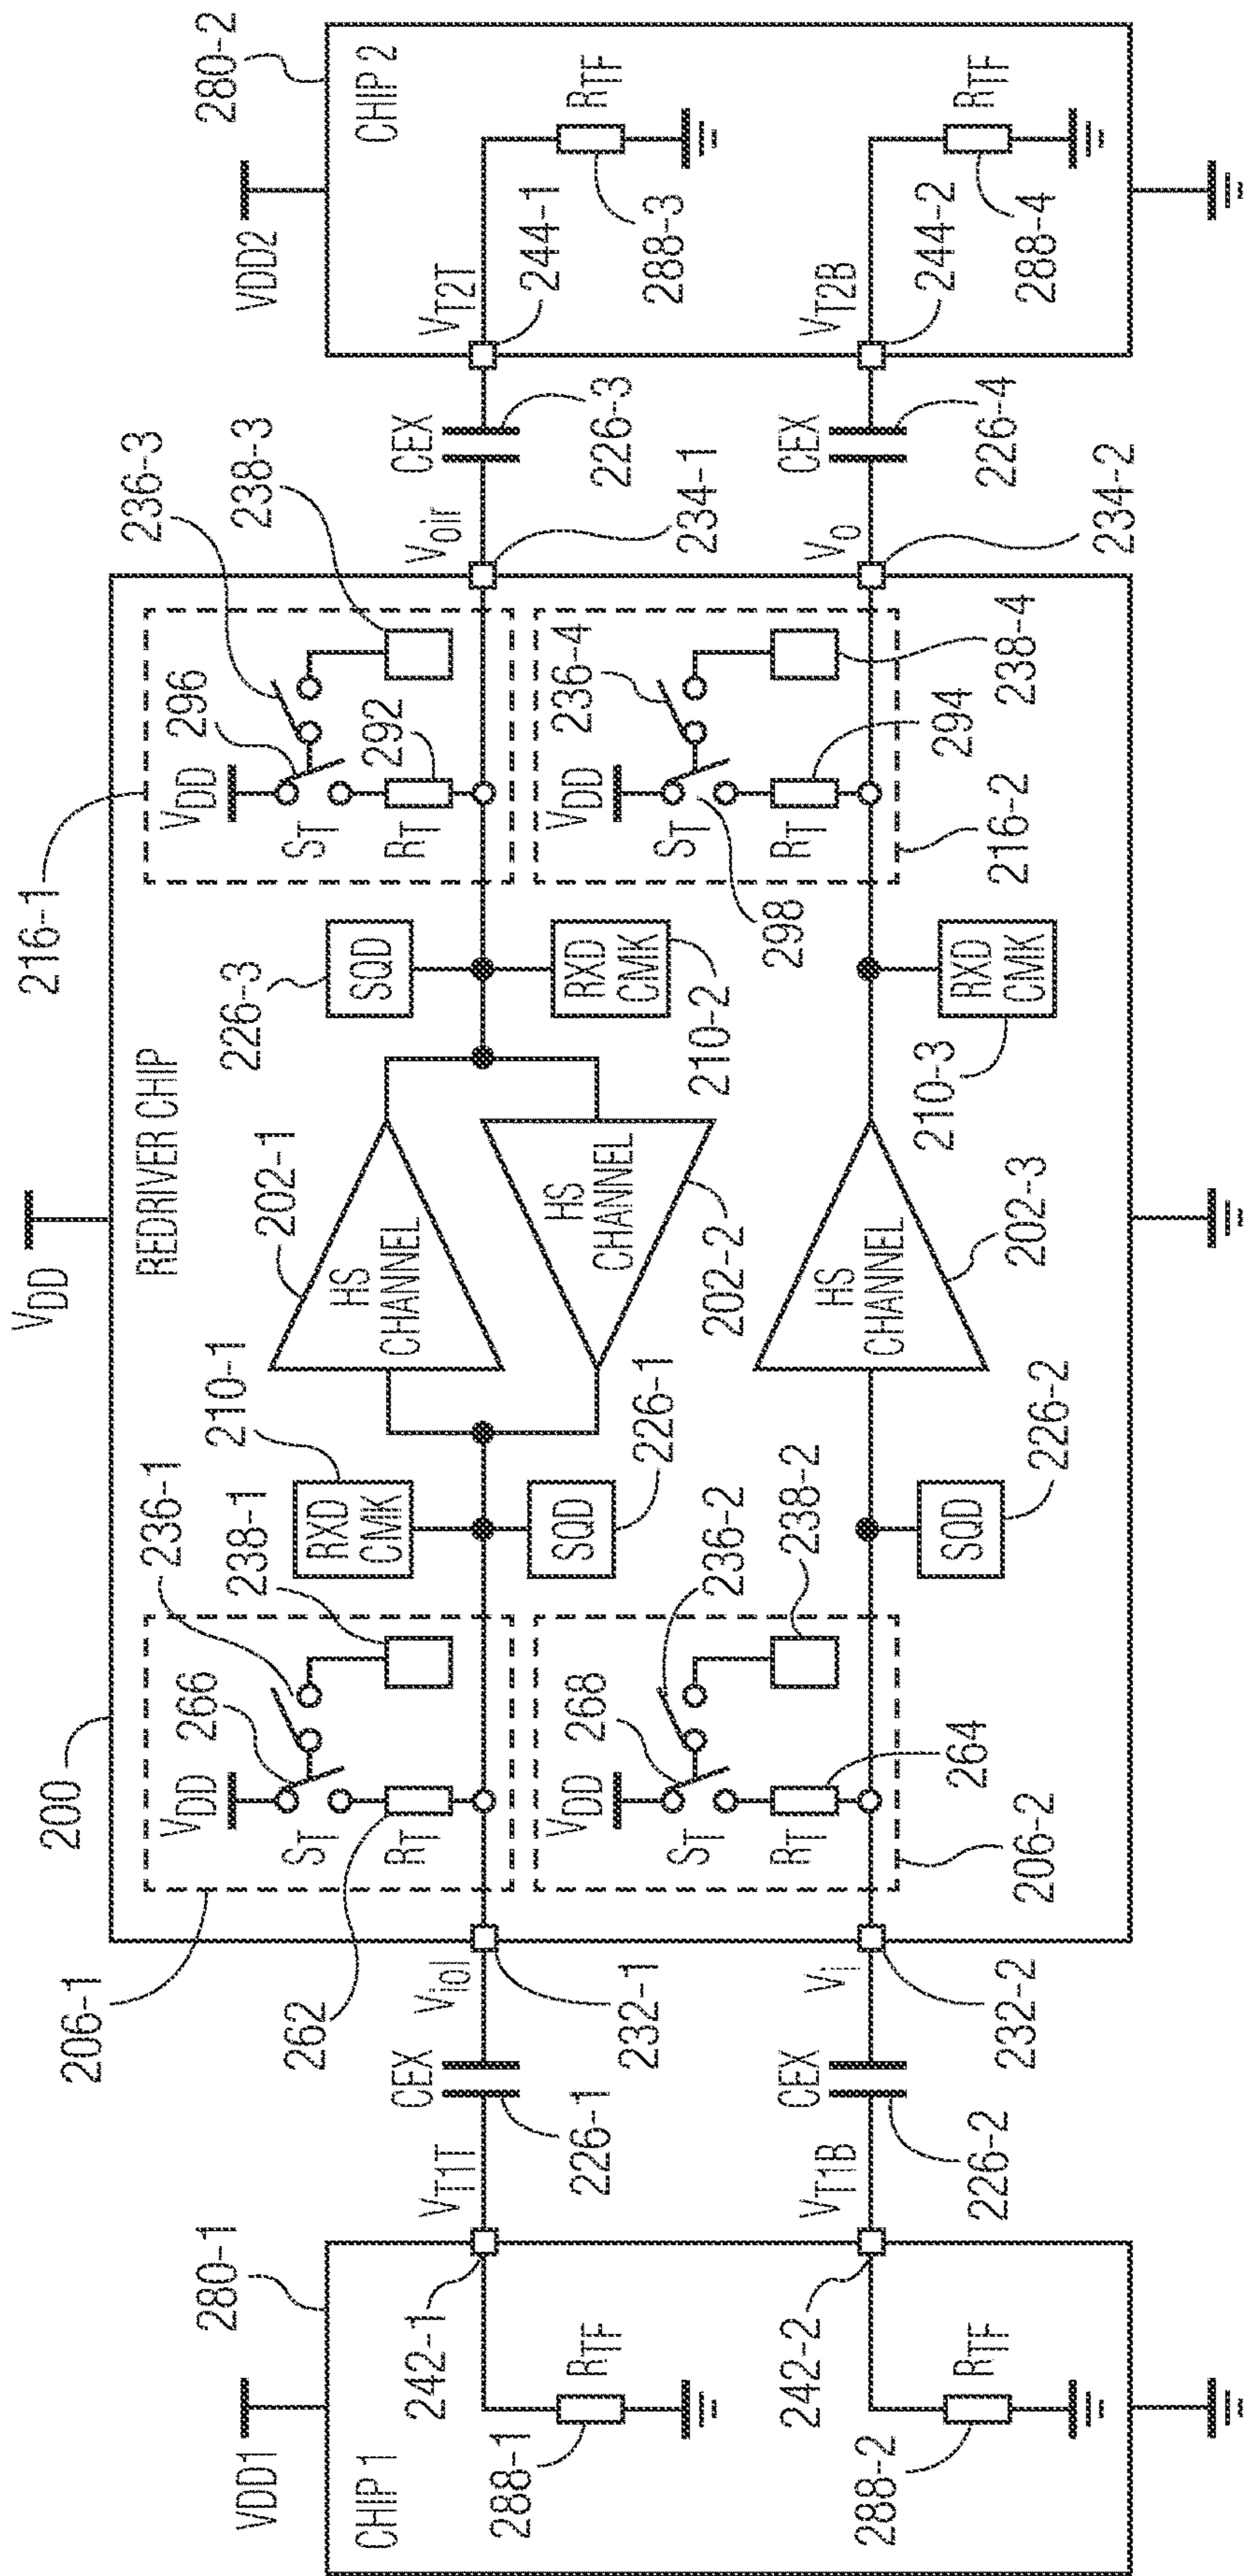 VDD
200
REDRIVER CHIP
216-1
206-1
VDD
ST
RT
262
266
236-1
238-1
210-1
RXD
CMK
SQD
226-1
202-1
HS
CHANNEL
HS
CHANNEL
202-2
226-3
SQD
RXD
CMK
210-2
VDD
ST
RT
292
296
236-3
238-3
VDD
ST
RT
264
268
236-2
238-2
206-2
SQD
226-2
HS
CHANNEL
202-3
RXD
CMK
210-3
VDD
ST
RT
294
298
236-4
238-4
216-2
VDD1
280-1
CHIP 1
242-1
RTF
288-1
242-2
RTF
288-2
VT1T
CEX
226-1
Viol
232-1
VT1B
CEX
226-2
Vi
232-2
Voir
CEX
226-3
234-1
VO
CEX
226-4
234-2
VDD2
280-2
CHIP 2
VT2T
244-1
RTF
288-3
VT2B
244-2
RTF
288-4